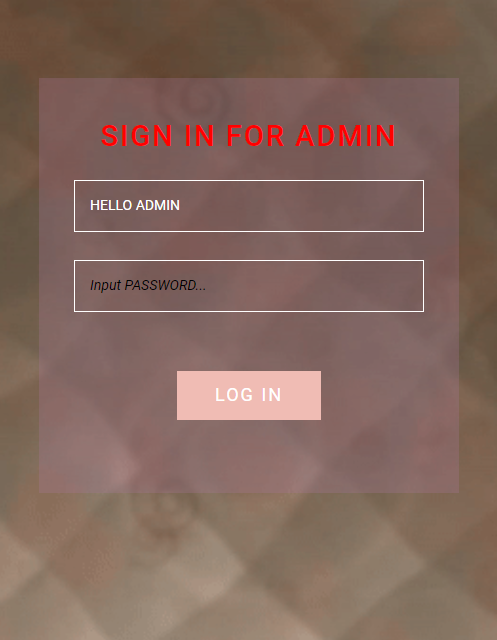 SIGN IN FOR ADMIN
HELLO ADMIN
Input PASSWORD...
LOG IN